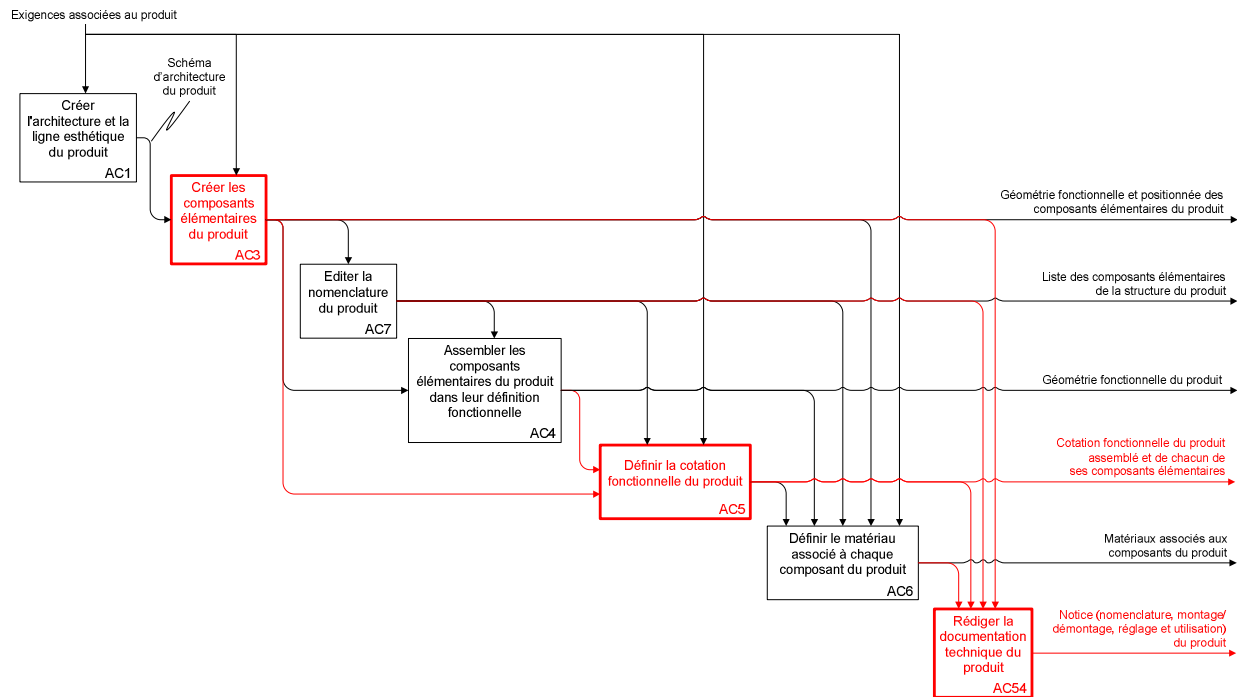 Exigences associées au produit
Schéma
d'architecture
du produit
Créer
l'architecture et la
ligne esthétique
du produit
AC1
Créer les
composants
élémentaires
du produit
AC3
Géométrie fonctionnelle et positionnée des
composants élémentaires du produit
Editer la
nomenclature
du produit
AC7
Liste des composants élémentaires
de la structure du produit
Assembler les
composants
élémentaires du produit
dans leur définition
fonctionnelle
AC4
Géométrie fonctionnelle du produit
Définir la cotation
fonctionnelle du produit
AC5
Cotation fonctionnelle du produit
assemblé et de chacun de
ses composants élémentaires
Définir le matériau
associé à chaque
composant du produit
AC6
Matériaux associés aux
composants du produit
Rédiger la
documentation
technique du
produit
AC54
Notice (nomenclature, montage/
démontage, réglage et utilisation)
du produit